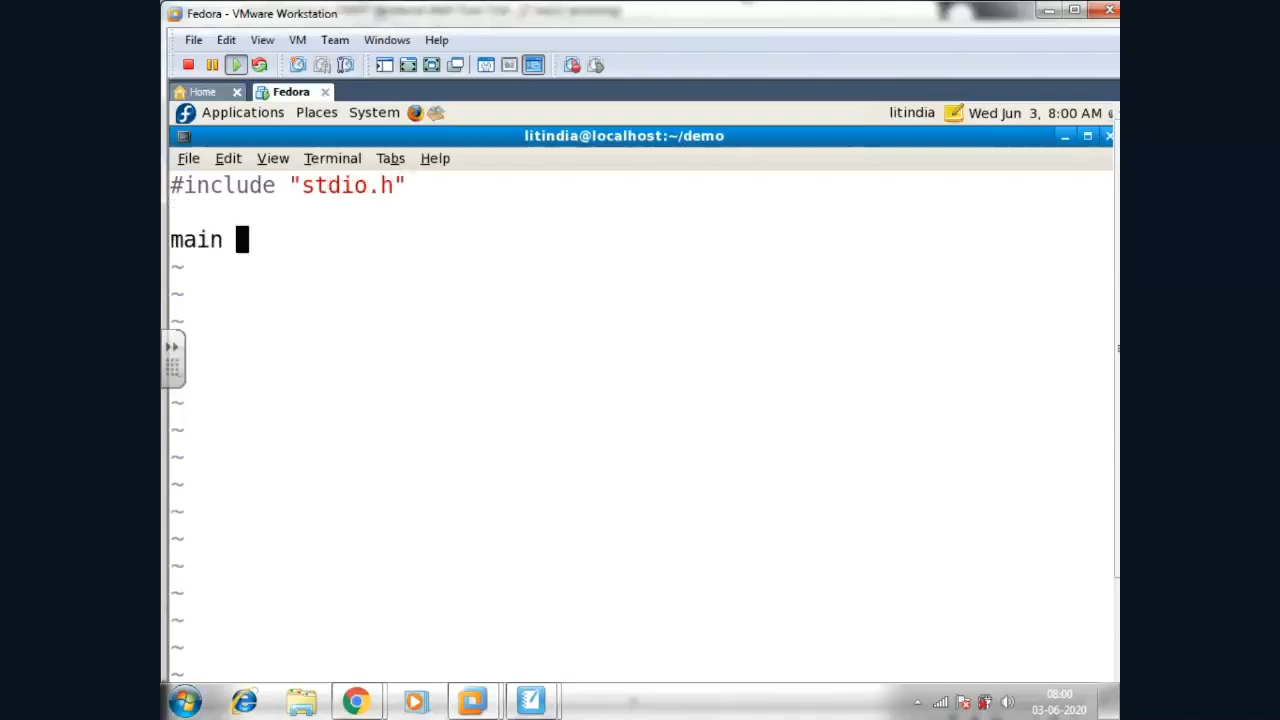 Fedora - VMware Workstation
File Edit View VM Team Windows Help
Home Fedora
Applications Places System litindia Wed Jun 3, 8:00 AM
litindia@localhost:~/demo
File Edit View Terminal Tabs Help
#include "stdio.h"
main
~
~
~
~
~
~
~
~
~
~
~
~
~
~
08:00
03-06-2020